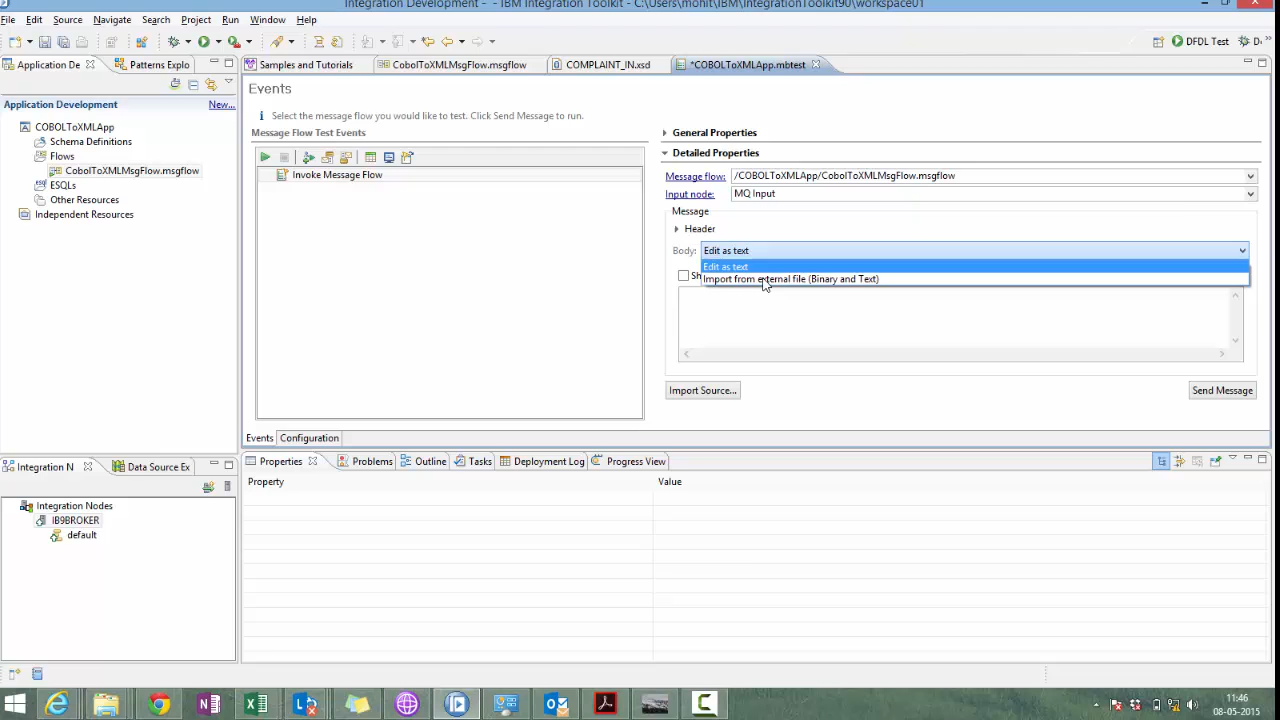 Integration Development - - IBM Integration Toolkit - C:\Users\mohit\IBM\IntegrationToolkit90\workspace01
File Edit Source Navigate Search Project Run Window Help
DFDL Test D
Application De Patterns Explo
Samples and Tutorials CobolToXMLMsgFlow.msgflow COMPLAINT_IN.xsd *COBOLToXMLApp.mbtest
Events
Application Development New...
Select the message flow you would like to test. Click Send Message to run.
COBOLToXMLApp
Schema Definitions
Flows
CobolToXMLMsgFlow.msgflow
ESQLs
Other Resources
Independent Resources
Message Flow Test Events
Invoke Message Flow
General Properties
Detailed Properties
Message flow: /COBOLToXMLApp/CobolToXMLMsgFlow.msgflow
Input node: MQ Input
Message
Header
Body: Edit as text
Edit as text
Sh Import from external file (Binary and Text)
Import Source... Send Message
Events Configuration
Integration N Data Source Ex
Integration Nodes
IB9BROKER
default
Properties Problems Outline Tasks Deployment Log Progress View
Property Value
11:46
08-05-2015